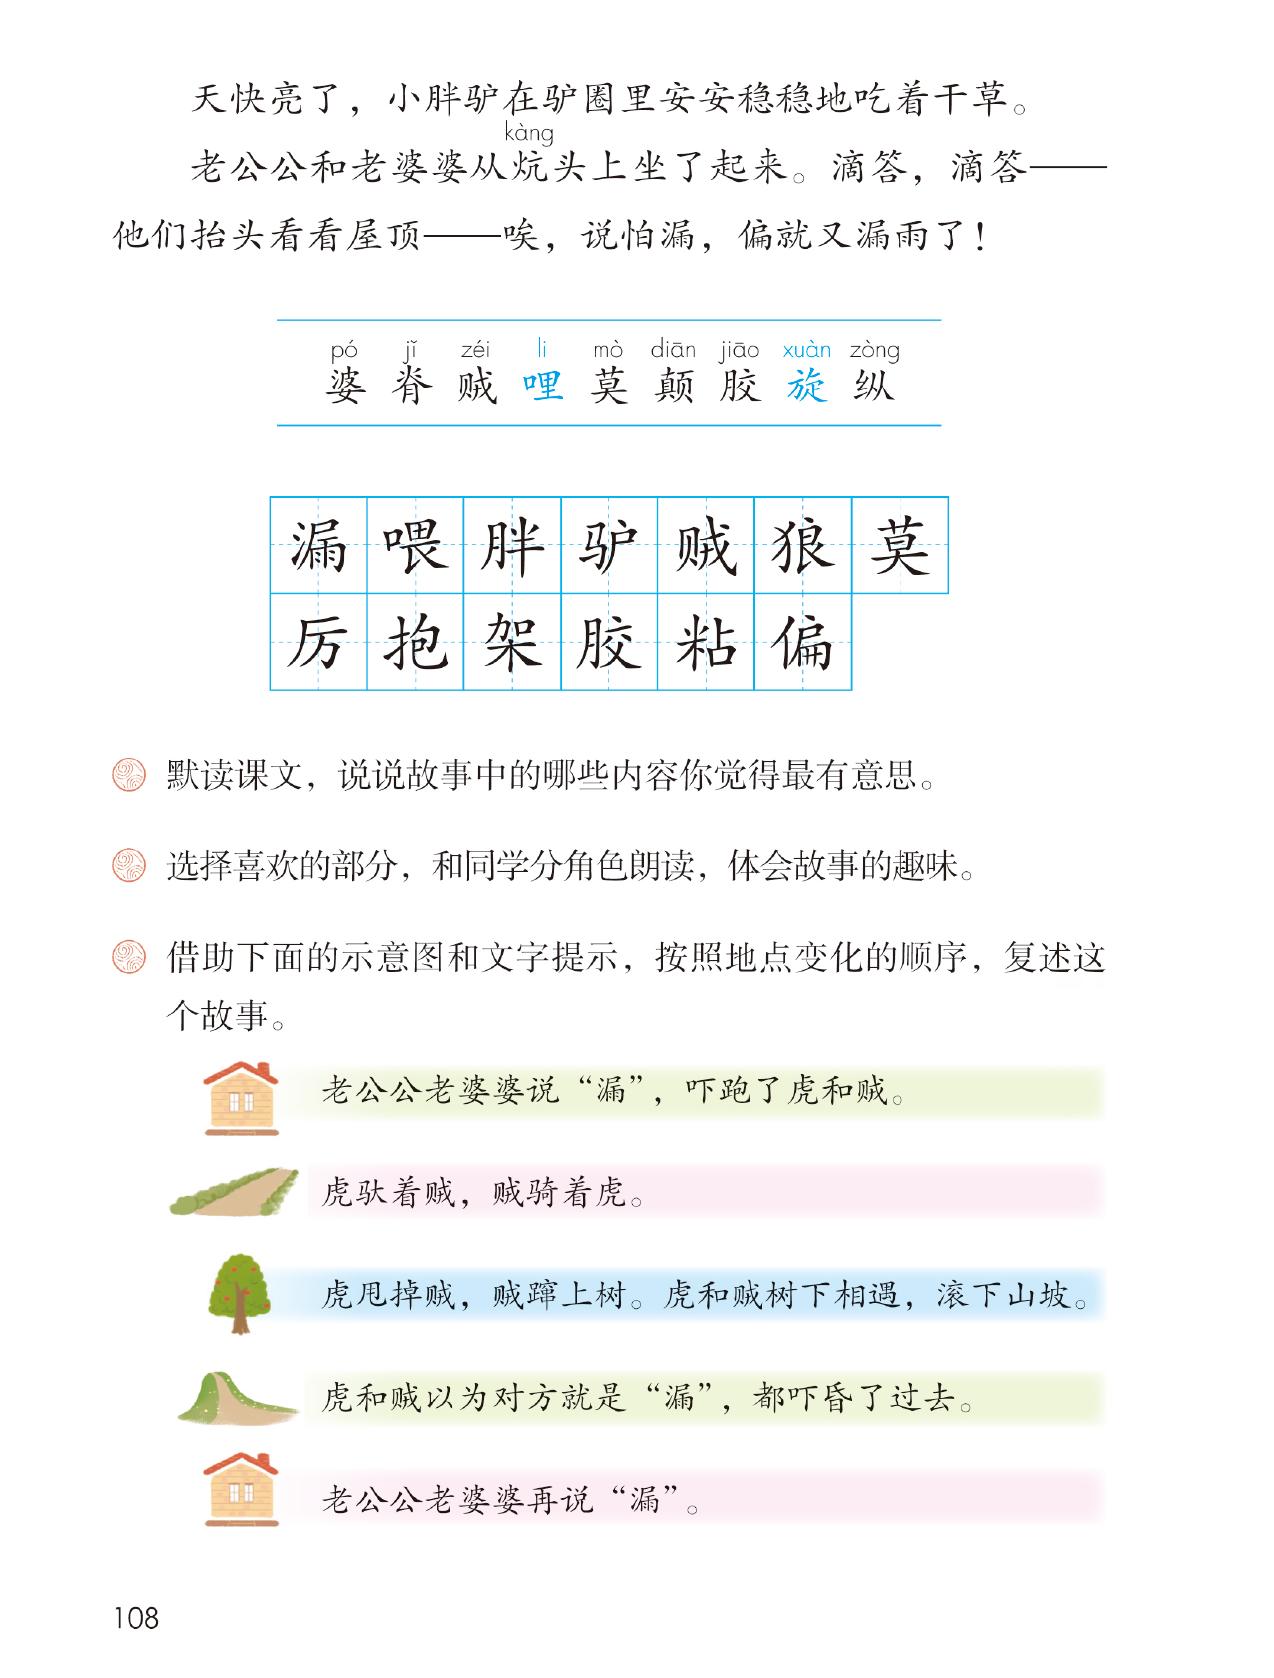 天快亮了，小胖驴在驴圈里安安稳稳地吃着干草。
kàng
老公公和老婆婆从炕头上坐了起来。滴答，滴答——
他们抬头看看屋顶——唉，说怕漏，偏就又漏雨了！
pó jǐ zéi li mò diān jiāo xuàn zòng
婆 脊 贼 哩 莫 颠 胶 旋 纵
漏 喂 胖 驴 贼 狼 莫
厉 抱 架 胶 粘 偏
默读课文，说说故事中的哪些内容你觉得最有意思。
选择喜欢的部分，和同学分角色朗读，体会故事的趣味。
借助下面的示意图和文字提示，按照地点变化的顺序，复述这
个故事。
老公公老婆婆说“漏”，吓跑了虎和贼。
虎驮着贼，贼骑着虎。
虎甩掉贼，贼蹿上树。虎和贼树下相遇，滚下山坡。
虎和贼以为对方就是“漏”，都吓昏了过去。
老公公老婆婆再说“漏”。
108